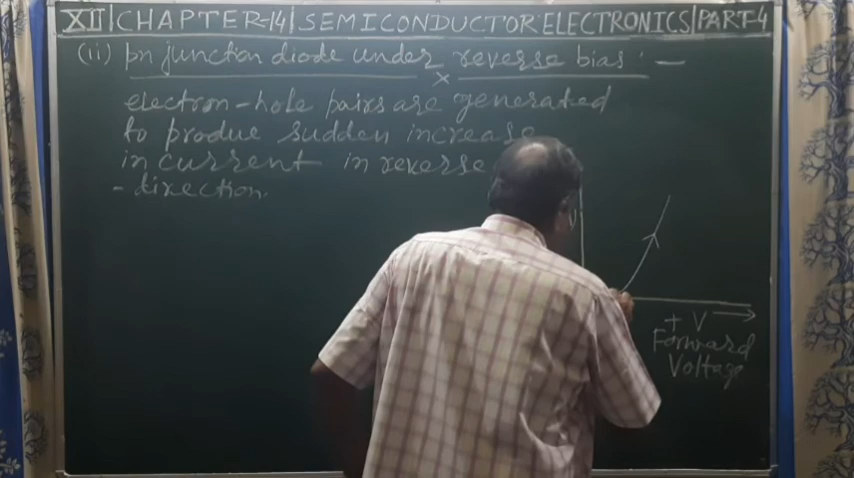 XII|CHAPTER-14|SEMICONDUCTOR ELECTRONICS|PART-4
(ii) pn junction diode under reverse bias :—
x
electron-hole pairs are generated
to produe sudden increase
in current in reverse
-direction.
+ V →
Forward
Voltage